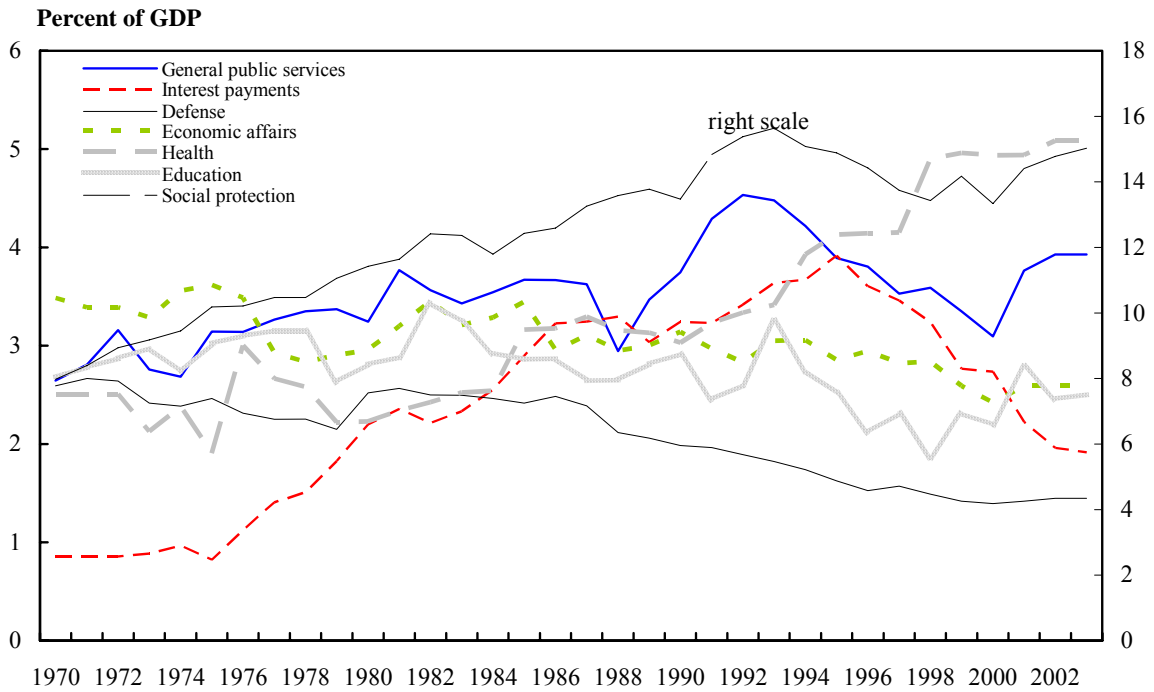 Percent of GDP
6
5
4
3
2
1
0
General public services
Interest payments
Defense
Economic affairs
Health
Education
Social protection
right scale
18
16
14
12
10
8
6
4
2
0
1970 1972 1974 1976 1978 1980 1982 1984 1986 1988 1990 1992 1994 1996 1998 2000 2002